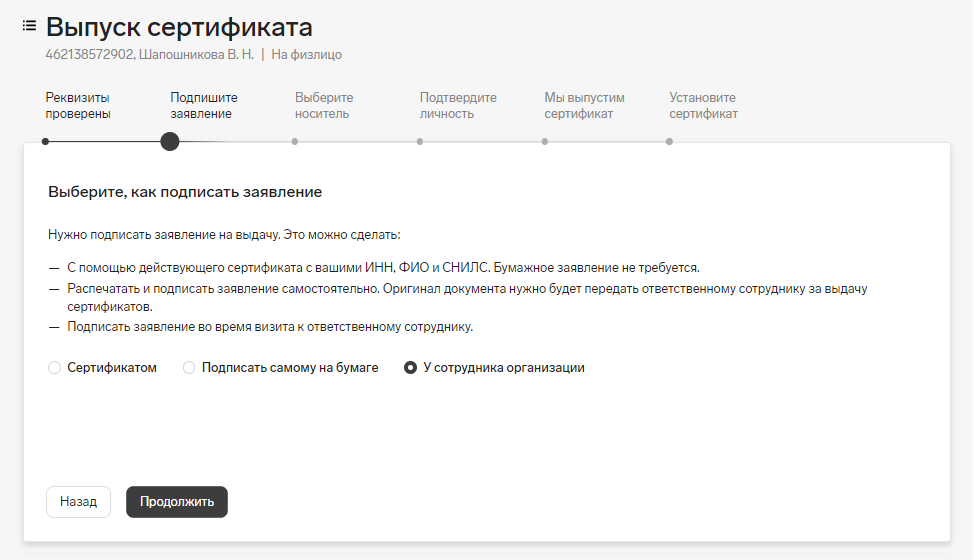 Выпуск сертификата
462138572902, Шапошникова В. Н. | На физлицо
Реквизиты проверены
Подпишите заявление
Выберите носитель
Подтвердите личность
Мы выпустим сертификат
Установите сертификат
Выберите, как подписать заявление
Нужно подписать заявление на выдачу. Это можно сделать:
— С помощью действующего сертификата с вашими ИНН, ФИО и СНИЛС. Бумажное заявление не требуется.
— Распечатать и подписать заявление самостоятельно. Оригинал документа нужно будет передать ответственному сотруднику за выдачу
сертификатов.
— Подписать заявление во время визита к ответственному сотруднику.
Сертификатом Подписать самому на бумаге У сотрудника организации
Назад Продолжить